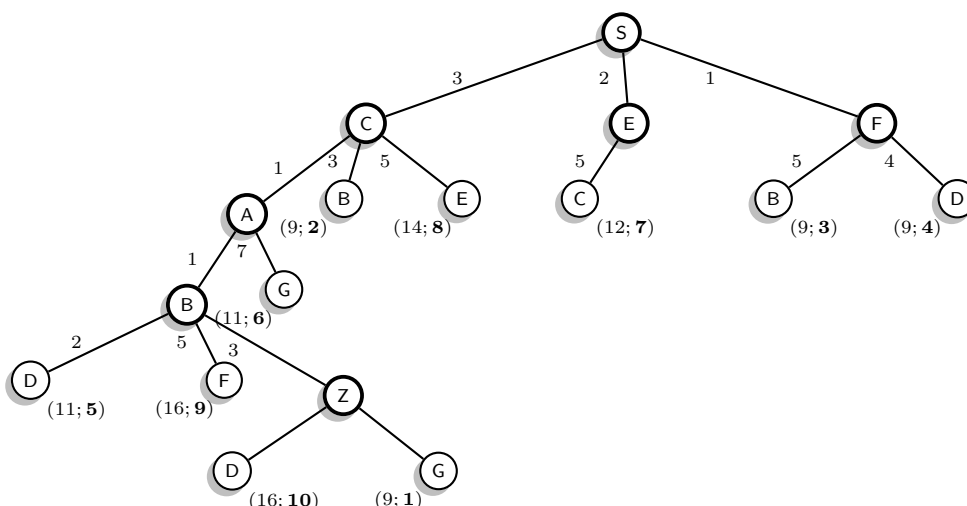 S
3
2
1
C
E
F
1
3
5
5
5
4
A
B
E
C
B
D
(9; 2)
(14; 8)
(12; 7)
(9; 3)
(9; 4)
1
7
B
G
(11; 6)
2
5
3
D
F
Z
(11; 5)
(16; 9)
D
G
(16; 10)
(9; 1)